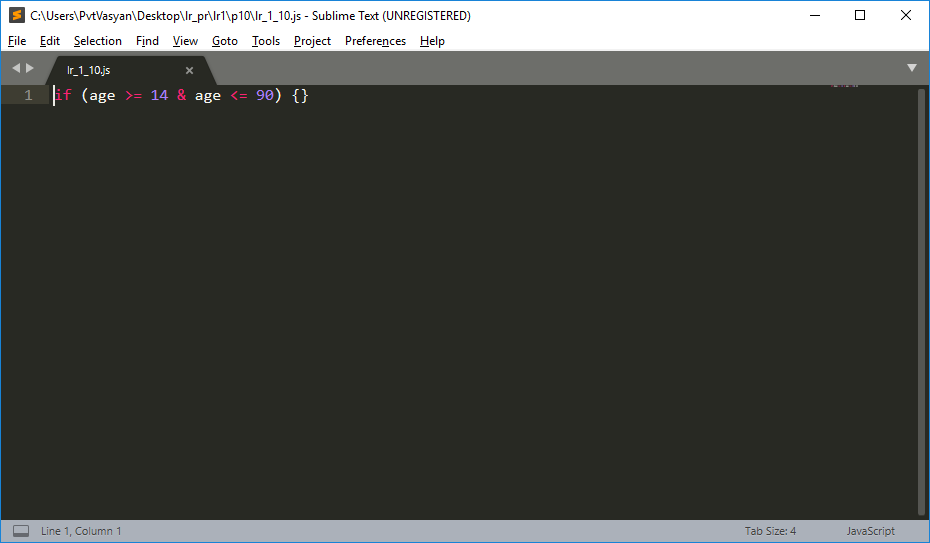 C:\Users\PvtVasyan\Desktop\lr_pr\lr1\p10\lr_1_10.js - Sublime Text (UNREGISTERED)
File Edit Selection Find View Goto Tools Project Preferences Help
lr_1_10.js
1 if (age >= 14 & age <= 90) {}
Line 1, Column 1 Tab Size: 4 JavaScript